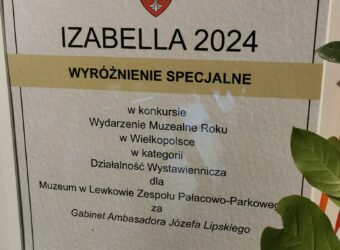 IZABELLA 2024
WYRÓŻNIENIE SPECJALNE
w konkursie
Wydarzenie Muzealne Roku
w Wielkopolsce
w kategorii
Działalność Wystawiennicza
dla
Muzeum w Lewkowie Zespołu Pałacowo-Parkowego
za
Gabinet Ambasadora Józefa Lipskiego